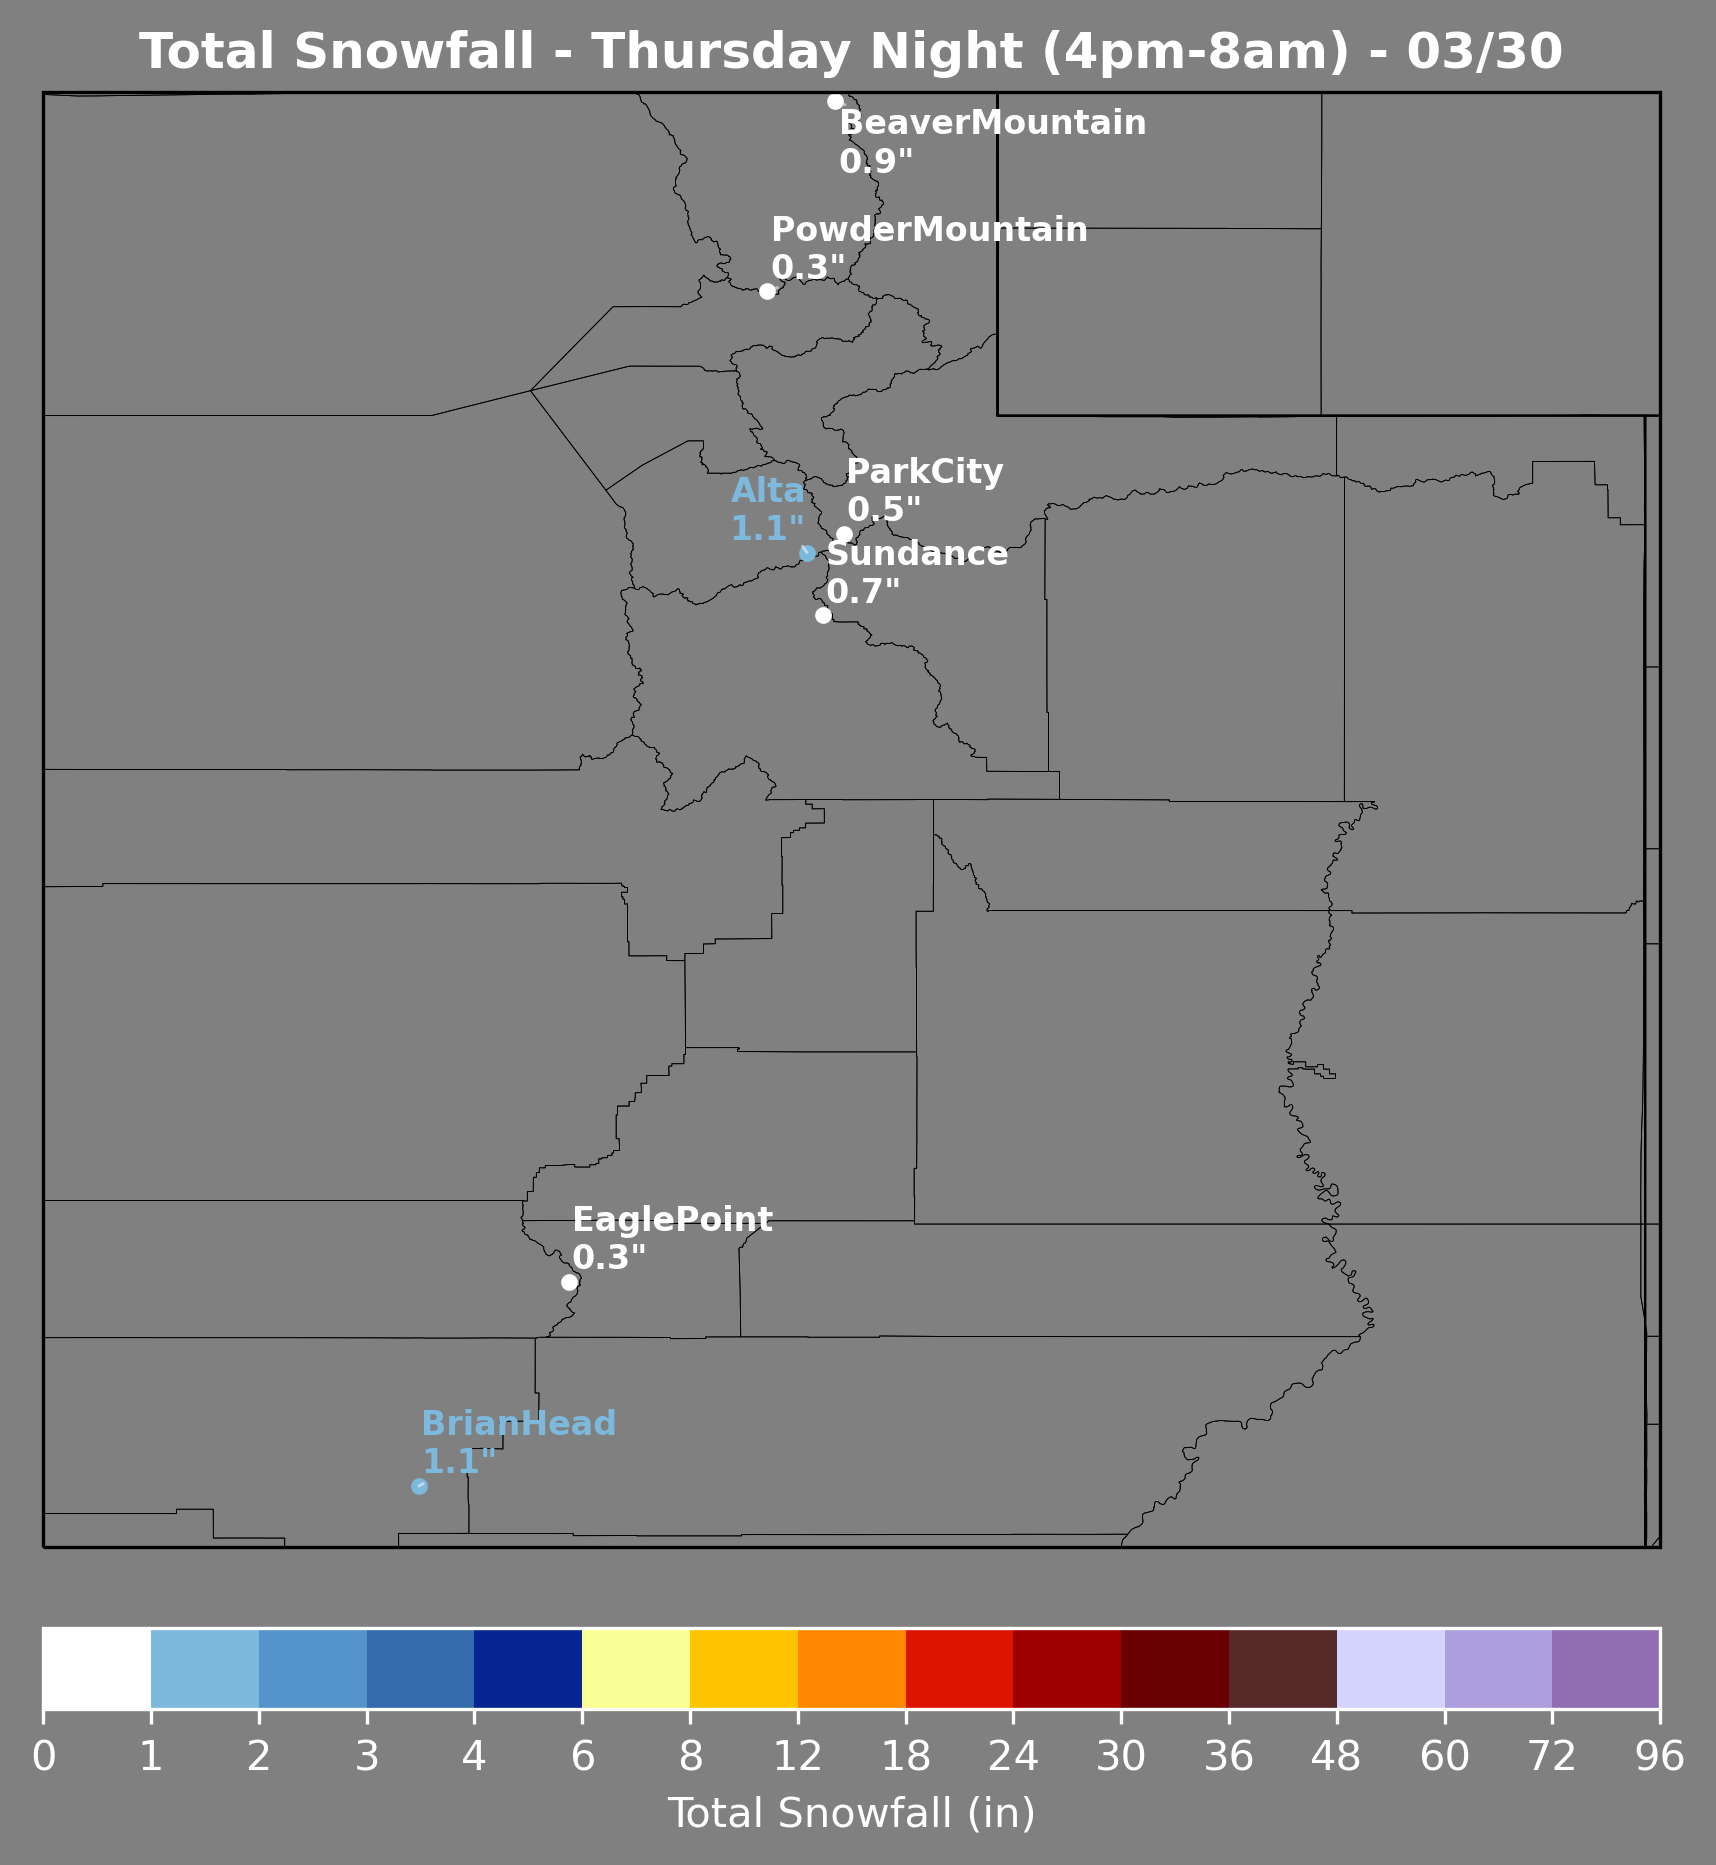 Total Snowfall - Thursday Night (4pm-8am) - 03/30
BeaverMountain
0.9"
PowderMountain
0.3"
ParkCity
0.5"
Alta
1.1"
Sundance
0.7"
EaglePoint
0.3"
BrianHead
1.1"
0 1 2 3 4 6 8 12 18 24 30 36 48 60 72 96
Total Snowfall (in)